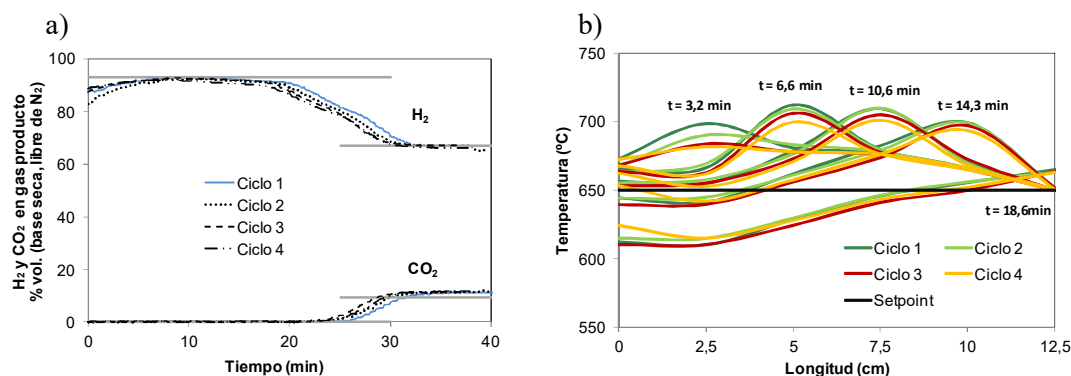 a)
H₂ y CO₂ en gas producto
% vol. (base seca, libre de N₂)
100
80
60
40
20
0
H₂
Ciclo 1
Ciclo 2
Ciclo 3
Ciclo 4
CO₂
0
10
20
30
40
Tiempo (min)
b)
Temperatura (ºC)
750
700
650
600
550
t = 3,2 min
t = 6,6 min
t = 10,6 min
t = 14,3 min
t = 18,6min
Ciclo 1
Ciclo 2
Ciclo 3
Ciclo 4
Setpoint
0
2,5
5
7,5
10
12,5
Longitud (cm)